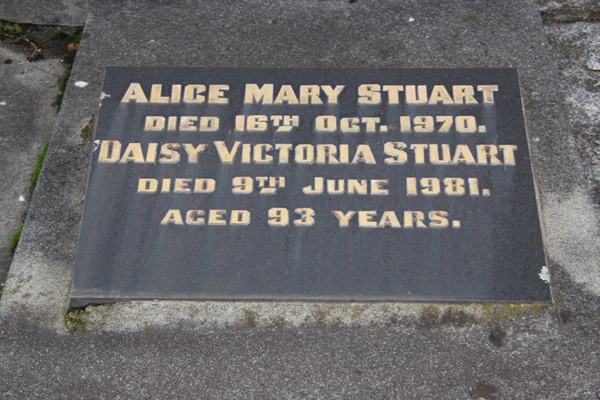 ALICE MARY STUART
DIED 16TH OCT. 1970.
DAISY VICTORIA STUART
DIED 9TH JUNE 1981.
AGED 93 YEARS.